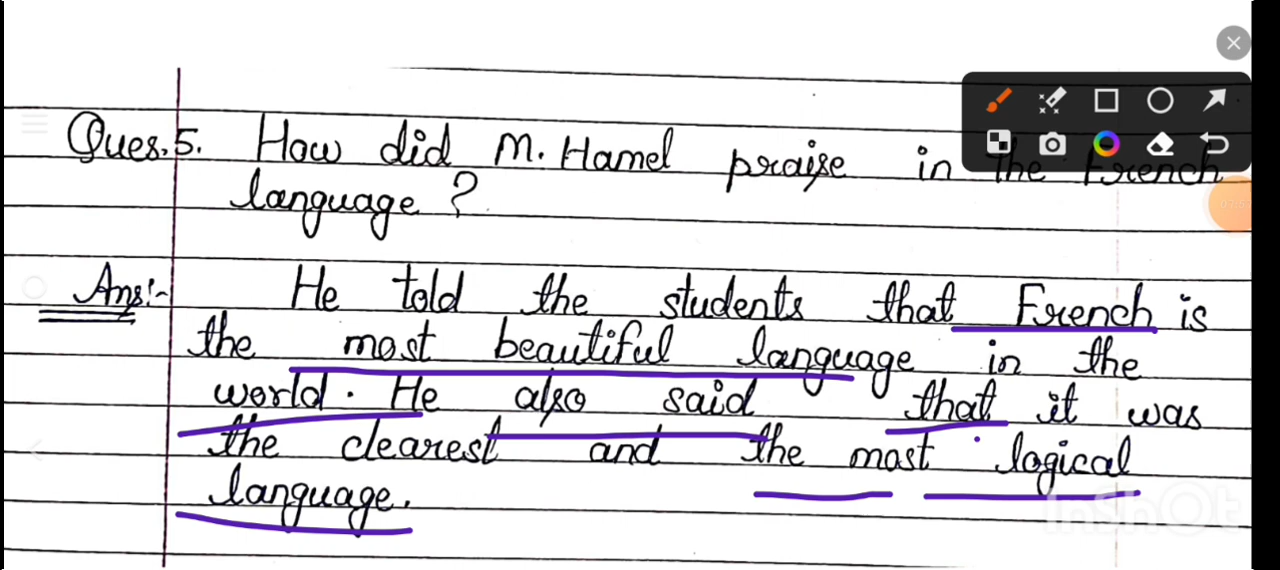 Ques.5. How did M. Hamel praise in the French
language ?
Ans:- He told the students that French is
the most beautiful language in the
world. He also said that it was
the clearest and the most logical
language.
InShOt